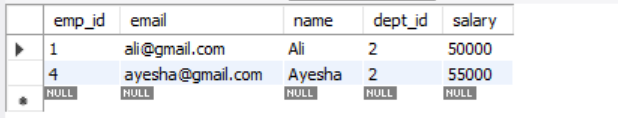 emp_id email name dept_id salary
1 ali@gmail.com Ali 2 50000
4 ayesha@gmail.com Ayesha 2 55000
NULL NULL NULL NULL NULL